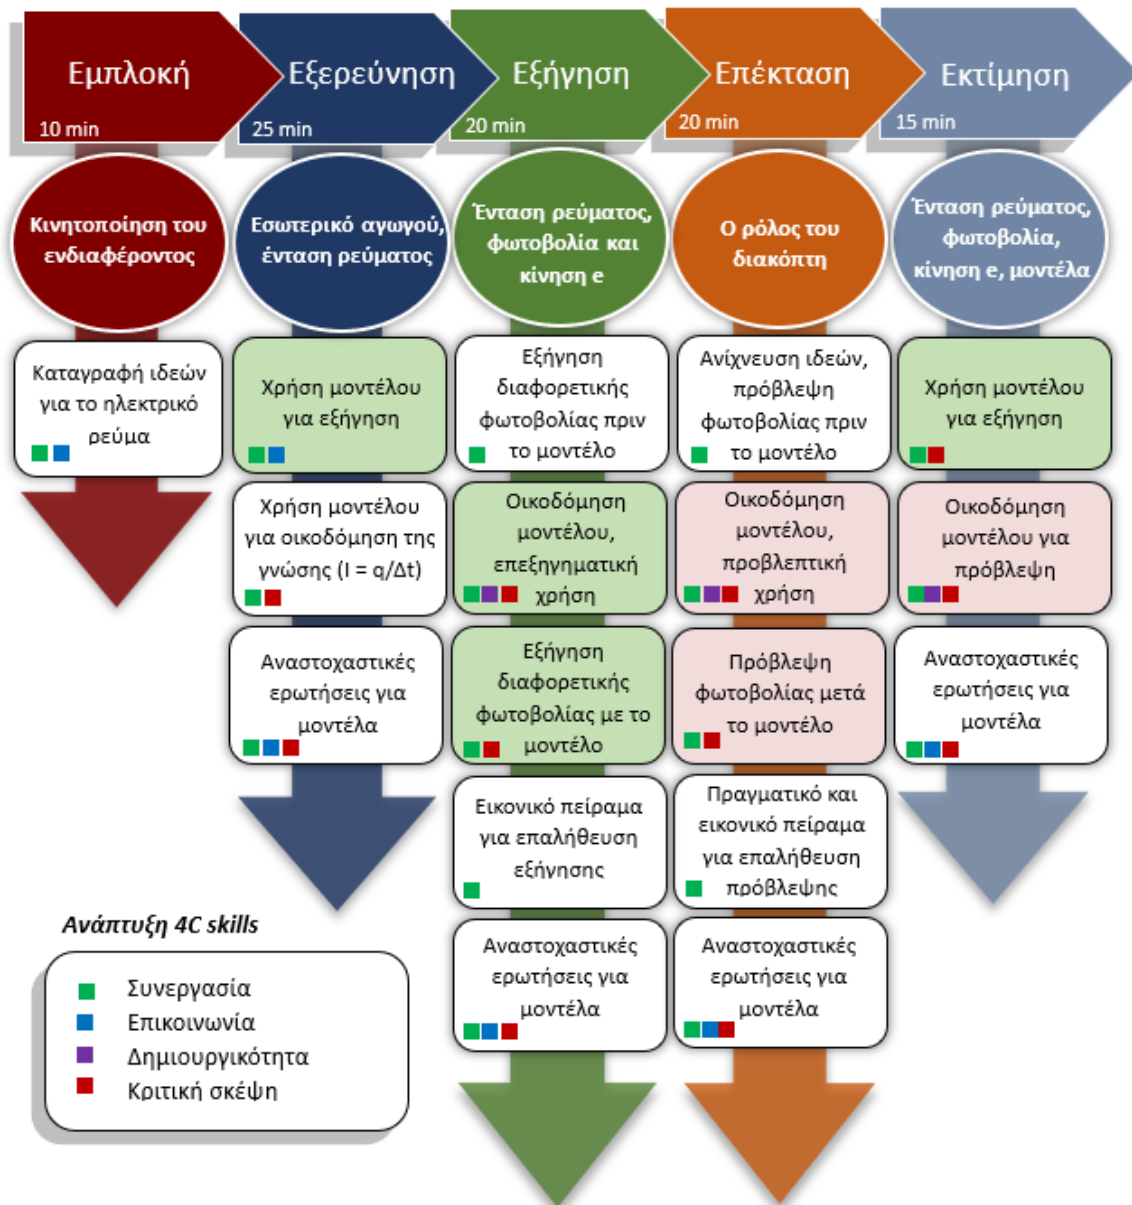 Εμπλοκή
10 min
Εξερεύνηση
25 min
Εξήγηση
20 min
Επέκταση
20 min
Εκτίμηση
15 min
Κινητοποίηση του
ενδιαφέροντος
Εσωτερικό αγωγού,
ένταση ρεύματος
Ένταση ρεύματος,
φωτοβολία και
κίνηση e
Ο ρόλος του
διακόπτη
Ένταση ρεύματος,
φωτοβολία,
κίνηση e, μοντέλα
Καταγραφή ιδεών
για το ηλεκτρικό
ρεύμα
Χρήση μοντέλου
για εξήγηση
Χρήση μοντέλου
για οικοδόμηση της
γνώσης (I = q/Δt)
Αναστοχαστικές
ερωτήσεις για
μοντέλα
Εξήγηση
διαφορετικής
φωτοβολίας πριν
το μοντέλο
Οικοδόμηση
μοντέλου,
επεξηγηματική
χρήση
Εξήγηση
διαφορετικής
φωτοβολίας με το
μοντέλο
Εικονικό πείραμα
για επαλήθευση
εξήγησης
Αναστοχαστικές
ερωτήσεις για
μοντέλα
Ανίχνευση ιδεών,
πρόβλεψη
φωτοβολίας πριν
το μοντέλο
Οικοδόμηση
μοντέλου,
προβλεπτική
χρήση
Πρόβλεψη
φωτοβολίας μετά
το μοντέλο
Πραγματικό και
εικονικό πείραμα
για επαλήθευση
πρόβλεψης
Αναστοχαστικές
ερωτήσεις για
μοντέλα
Χρήση μοντέλου
για εξήγηση
Οικοδόμηση
μοντέλου για
πρόβλεψη
Αναστοχαστικές
ερωτήσεις για
μοντέλα
Ανάπτυξη 4C skills
Συνεργασία
Επικοινωνία
Δημιουργικότητα
Κριτική σκέψη